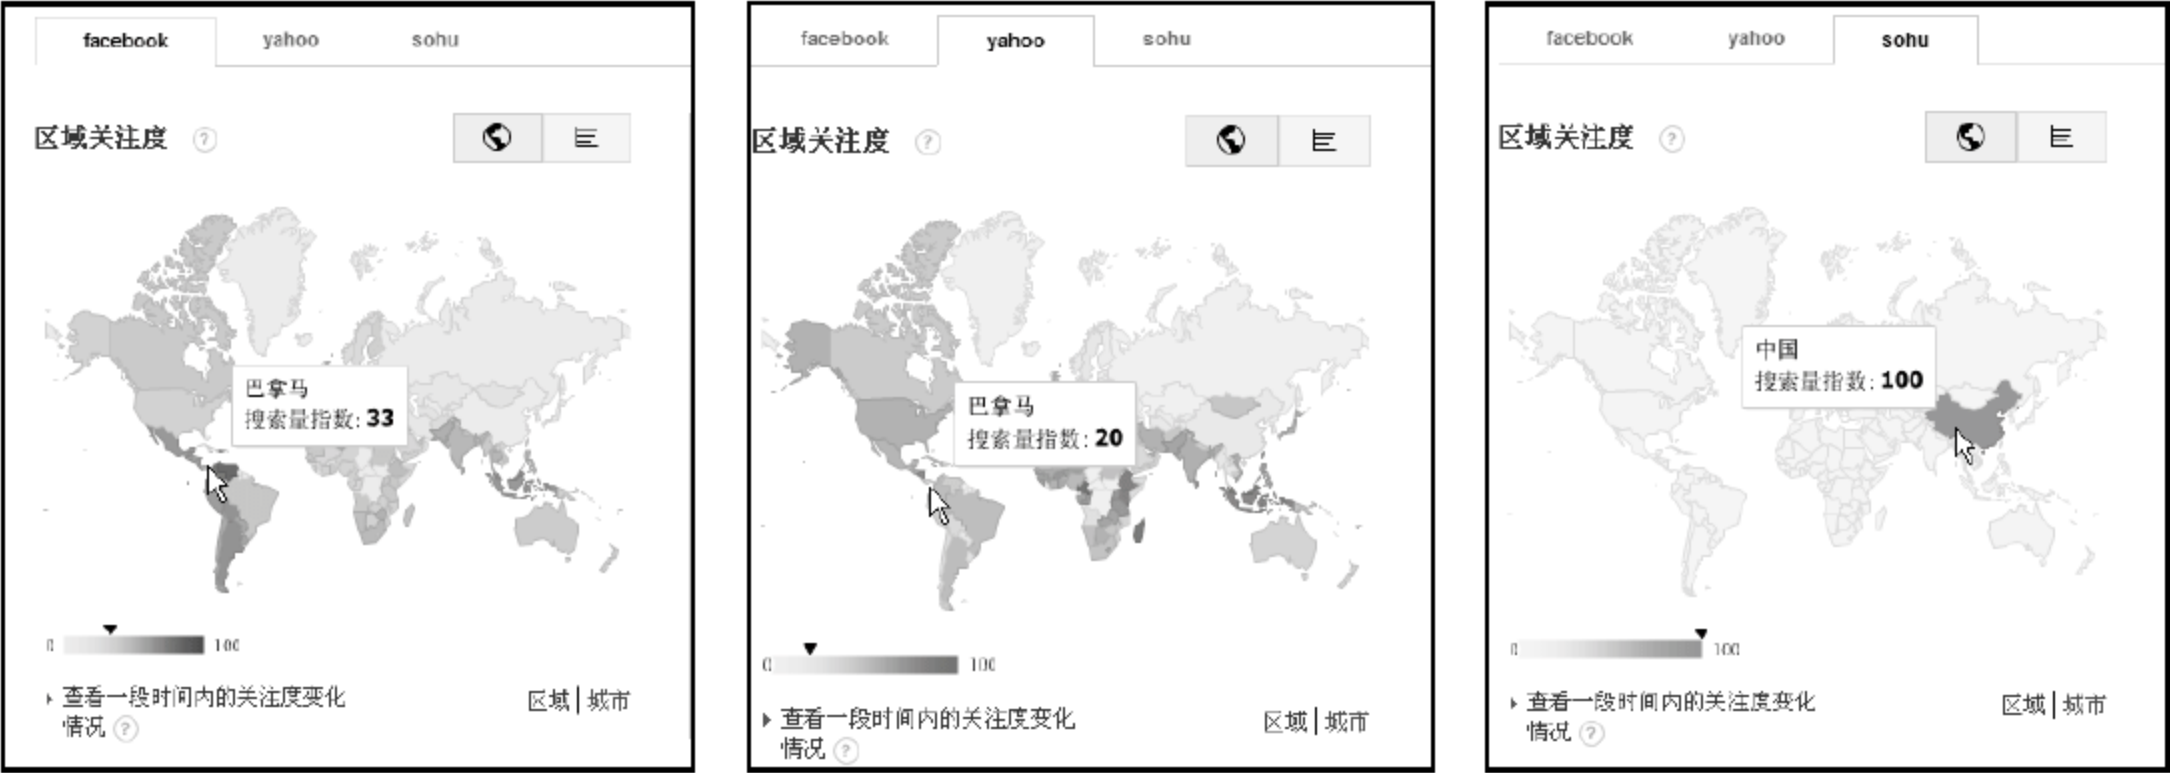 facebook yahoo sohu
区域关注度 ?
巴拿马
搜索量指数: 33
0 100
查看一段时间内的关注度变化
情况 ?
区域 | 城市
facebook yahoo sohu
区域关注度 ?
巴拿马
搜索量指数: 20
0 100
查看一段时间内的关注度变化
情况 ?
区域 | 城市
facebook yahoo sohu
区域关注度 ?
中国
搜索量指数: 100
0 100
查看一段时间内的关注度变化
情况 ?
区域 | 城市